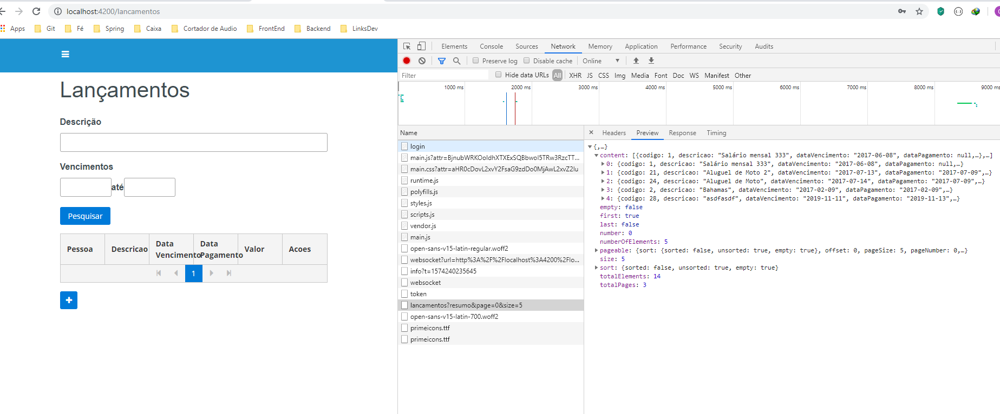 localhost:4200/lancamentos
Apps Git Fé Spring Caixa Cortador de Audio FrontEnd Backend LinksDev
Lançamentos
Descrição
Vencimentos
até
Pesquisar
Pessoa Descricao Data Vencimento Data Pagamento Valor Acoes
1
Elements Console Sources Network Memory Application Performance Security Audits
Preserve log Disable cache Online
Filter Hide data URLs All XHR JS CSS Img Media Font Doc WS Manifest Other
1000 ms 2000 ms 3000 ms 4000 ms 5000 ms 6000 ms 7000 ms 8000 ms 9000 ms
Name
login
main.js?attr=BjnubWRKOoIdhXTXExSQBbwoI5TRw3RzcTT...
main.css?attr=aHR0cDovL2xvY2FsaG9zdDo0MjAwL2xvZ2lu
runtime.js
polyfills.js
styles.js
scripts.js
vendor.js
main.js
open-sans-v15-latin-regular.woff2
websocket?url=http%3A%2F%2Flocalhost%3A4200%2Flo...
info?t=1574240235645
websocket
token
lancamentos?resumo&page=0&size=5
open-sans-v15-latin-700.woff2
primeicons.ttf
primeicons.ttf
Headers Preview Response Timing
{,…}
content: [{codigo: 1, descricao: "Salário mensal 333", dataVencimento: "2017-06-08", dataPagamento: null,…},…]
0: {codigo: 1, descricao: "Salário mensal 333", dataVencimento: "2017-06-08", dataPagamento: null,…}
1: {codigo: 21, descricao: "Aluguel de Moto 2", dataVencimento: "2017-07-13", dataPagamento: "2017-07-09",…}
2: {codigo: 24, descricao: "Aluguel de Moto", dataVencimento: "2017-07-14", dataPagamento: "2017-07-09",…}
3: {codigo: 2, descricao: "Bahamas", dataVencimento: "2017-02-09", dataPagamento: "2017-02-09",…}
4: {codigo: 28, descricao: "asdfasdf", dataVencimento: "2019-11-11", dataPagamento: "2019-11-13",…}
empty: false
first: true
last: false
number: 0
numberOfElements: 5
pageable: {sort: {sorted: false, unsorted: true, empty: true}, offset: 0, pageSize: 5, pageNumber: 0,…}
size: 5
sort: {sorted: false, unsorted: true, empty: true}
totalElements: 14
totalPages: 3